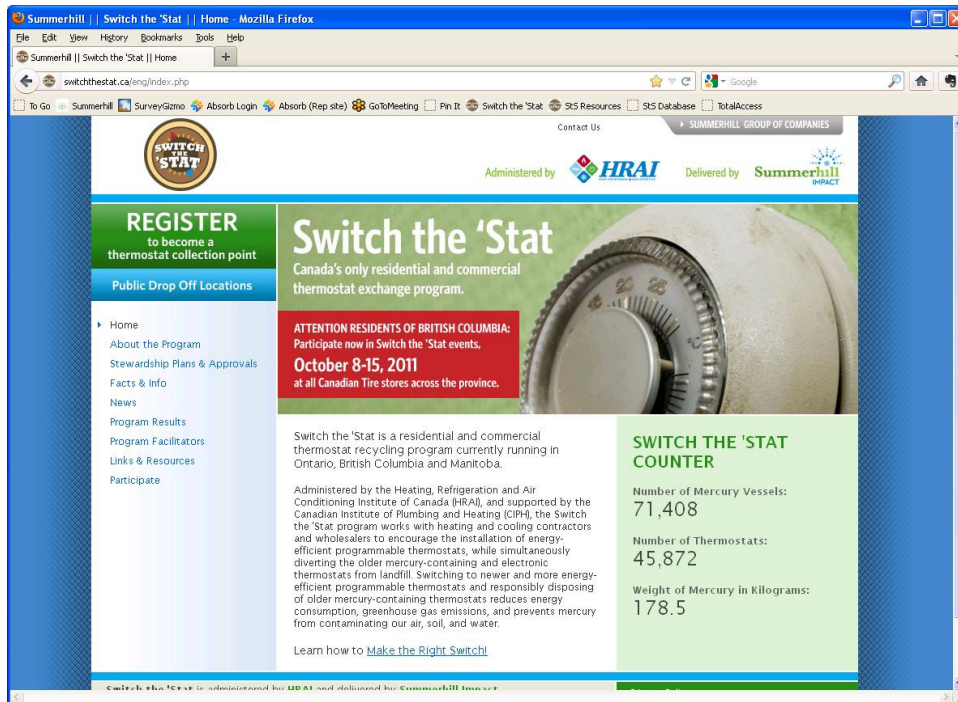 Summerhill || Switch the 'Stat || Home - Mozilla Firefox
File Edit View History Bookmarks Tools Help
Summerhill || Switch the 'Stat || Home
switchthestat.ca/eng/index.php
Google
To Go Summerhill SurveyGizmo Absorb Login Absorb (Rep site) GoToMeeting Pin It Switch the 'Stat StS Resources StS Database TotalAccess
Contact Us
SUMMERHILL GROUP OF COMPANIES
SWITCH
THE
'STAT
Administered by
HRAI
Delivered by
Summerhill
IMPACT
REGISTER
to become a
thermostat collection point
Public Drop Off Locations
Home
About the Program
Stewardship Plans & Approvals
Facts & Info
News
Program Results
Program Facilitators
Links & Resources
Participate
Switch the 'Stat
Canada's only residential and commercial
thermostat exchange program.
ATTENTION RESIDENTS OF BRITISH COLUMBIA:
Participate now in Switch the 'Stat events,
October 8-15, 2011
at all Canadian Tire stores across the province.
Switch the 'Stat is a residential and commercial
thermostat recycling program currently running in
Ontario, British Columbia and Manitoba.
Administered by the Heating, Refrigeration and Air
Conditioning Institute of Canada (HRAI), and supported by the
Canadian Institute of Plumbing and Heating (CIPH), the Switch
the 'Stat program works with heating and cooling contractors
and wholesalers to encourage the installation of energy-
efficient programmable thermostats, while simultaneously
diverting the older mercury-containing and electronic
thermostats from landfill. Switching to newer and more energy-
efficient programmable thermostats and responsibly disposing
of older mercury-containing thermostats reduces energy
consumption, greenhouse gas emissions, and prevents mercury
from contaminating our air, soil, and water.
Learn how to Make the Right Switch!
SWITCH THE 'STAT
COUNTER
Number of Mercury Vessels:
71,408
Number of Thermostats:
45,872
Weight of Mercury in Kilograms:
178.5
Switch the 'Stat is administered by HRAI and delivered by Summerhill Impact